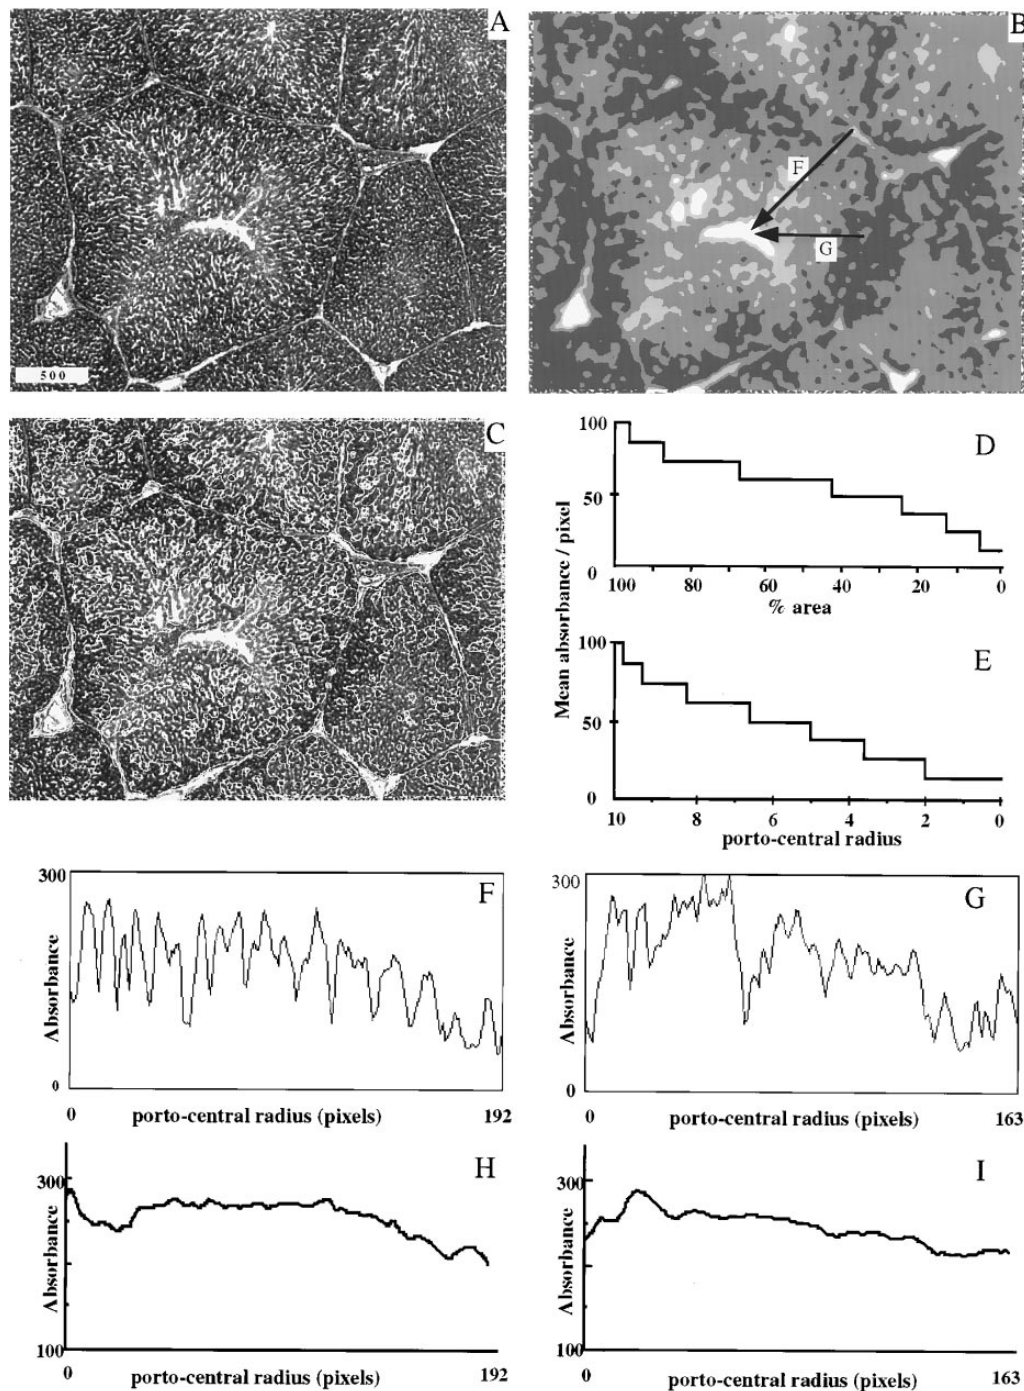 A
B
F
G
500
C
100
50
0
100
80
60
40
20
0
% area
D
Mean absorbance / pixel
100
50
0
10
8
6
4
2
0
porto-central radius
E
300
0
Absorbance
F
0
porto-central radius (pixels)
192
300
0
Absorbance
G
0
porto-central radius (pixels)
163
300
100
Absorbance
H
0
porto-central radius (pixels)
192
300
100
Absorbance
I
0
porto-central radius (pixels)
163